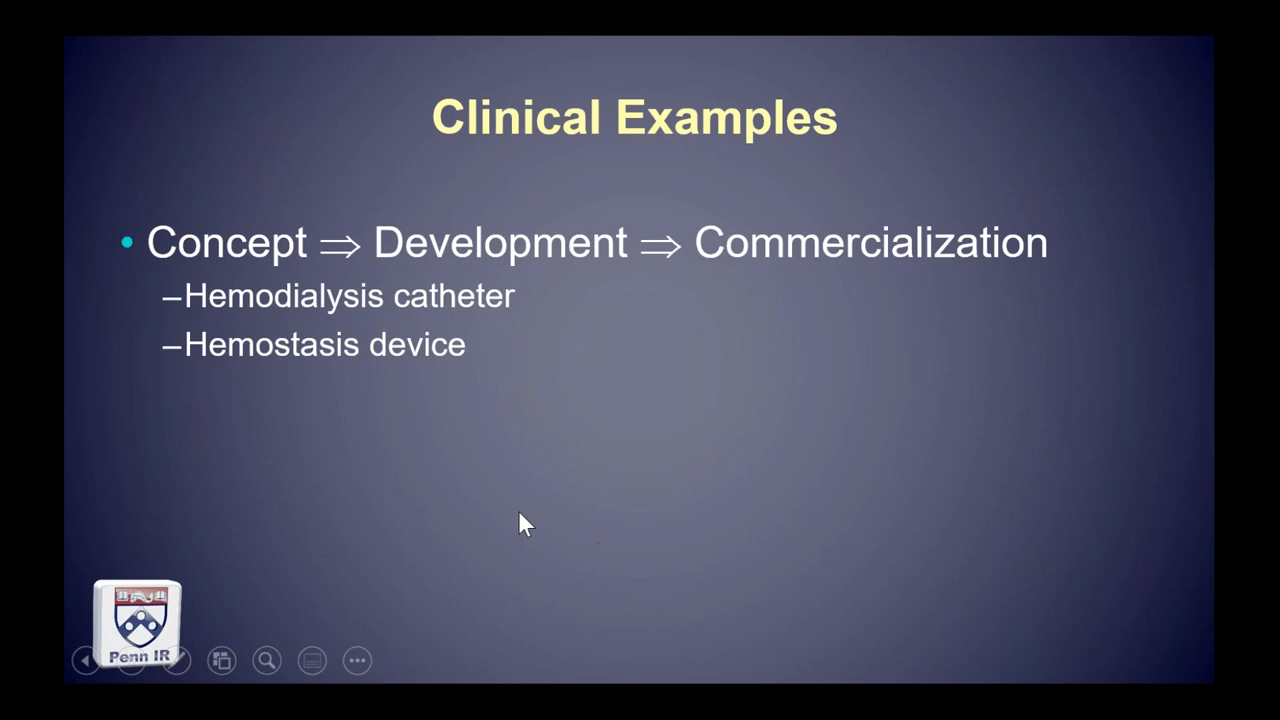 Clinical Examples
• Concept ⇒ Development ⇒ Commercialization
–Hemodialysis catheter
–Hemostasis device
Penn IR